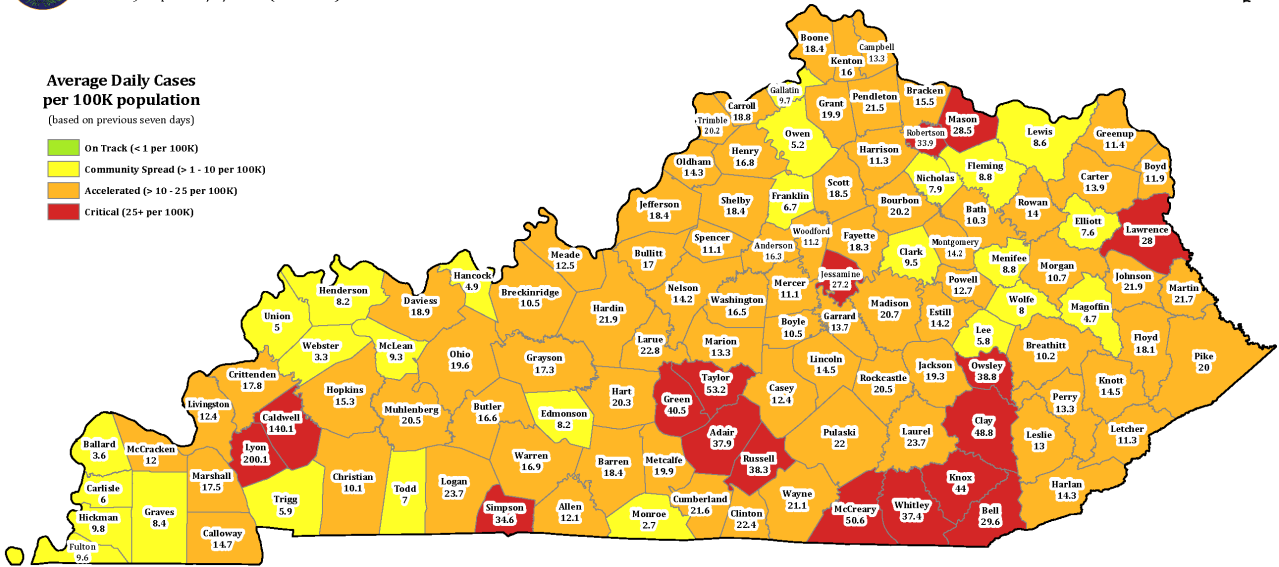 Average Daily Cases
per 100K population
(based on previous seven days)
On Track (< 1 per 100K)
Community Spread (> 1 - 10 per 100K)
Accelerated (> 10 - 25 per 100K)
Critical (25+ per 100K)
Boone
18.4
Kenton
16
Campbell
13.3
Gallatin
9.7
Carroll
18.8
Trimble
20.2
Grant
19.9
Pendleton
21.5
Bracken
15.5
Mason
28.5
Robertson
33.9
Lewis
8.6
Greenup
11.4
Owen
5.2
Henry
16.8
Oldham
14.3
Harrison
11.3
Fleming
8.8
Nicholas
7.9
Carter
13.9
Boyd
11.9
Jefferson
18.4
Shelby
18.4
Franklin
6.7
Scott
18.5
Bourbon
20.2
Bath
10.3
Rowan
14
Elliott
7.6
Lawrence
28
Bullitt
17
Spencer
11.1
Anderson
16.3
Woodford
11.2
Fayette
18.3
Clark
9.5
Montgomery
14.2
Menifee
8.8
Morgan
10.7
Johnson
21.9
Martin
21.7
Meade
12.5
Hancock
4.9
Breckinridge
10.5
Hardin
21.9
Nelson
14.2
Washington
16.5
Mercer
11.1
Jessamine
27.2
Madison
20.7
Powell
12.7
Estill
14.2
Wolfe
8
Magoffin
4.7
Floyd
18.1
Pike
20
Henderson
8.2
Daviess
18.9
Union
5
Webster
3.3
McLean
9.3
Ohio
19.6
Grayson
17.3
Larue
22.8
Marion
13.3
Boyle
10.5
Garrard
13.7
Lincoln
14.5
Rockcastle
20.5
Jackson
19.3
Lee
5.8
Owsley
38.8
Breathitt
10.2
Knott
14.5
Perry
13.3
Letcher
11.3
Crittenden
17.8
Livingston
12.4
Hopkins
15.3
Caldwell
140.1
Lyon
200.1
Muhlenberg
20.5
Butler
16.6
Edmonson
8.2
Hart
20.3
Green
40.5
Taylor
53.2
Adair
37.9
Casey
12.4
Russell
38.3
Pulaski
22
Laurel
23.7
Clay
48.8
Leslie
13
Harlan
14.3
Ballard
3.6
McCracken
12
Marshall
17.5
Carlisle
6
Hickman
9.8
Fulton
9.6
Graves
8.4
Calloway
14.7
Trigg
5.9
Christian
10.1
Todd
7
Logan
23.7
Simpson
34.6
Warren
16.9
Allen
12.1
Barren
18.4
Metcalfe
19.9
Monroe
2.7
Cumberland
21.6
Clinton
22.4
Wayne
21.1
McCreary
50.6
Whitley
37.4
Knox
44
Bell
29.6